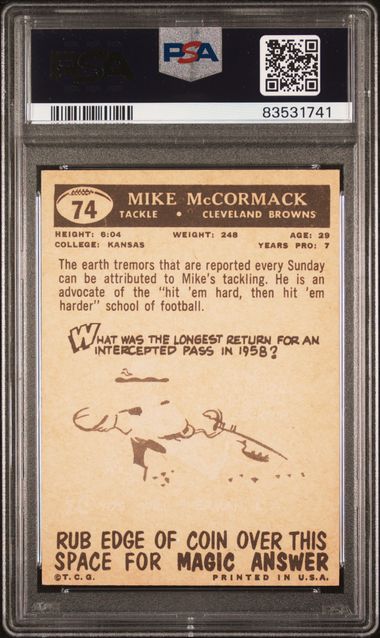 PSA
PSA
83531741
74
MIKE McCORMACK
TACKLE • CLEVELAND BROWNS
HEIGHT: 6:04 WEIGHT: 248 AGE: 29
COLLEGE: KANSAS YEARS PRO: 7
The earth tremors that are reported every Sunday
can be attributed to Mike's tackling. He is an
advocate of the "hit 'em hard, then hit 'em
harder" school of football.
WHAT WAS THE LONGEST RETURN FOR AN
INTERCEPTED PASS IN 1958?
RUB EDGE OF COIN OVER THIS
SPACE FOR MAGIC ANSWER
©T.C.G. PRINTED IN U.S.A.